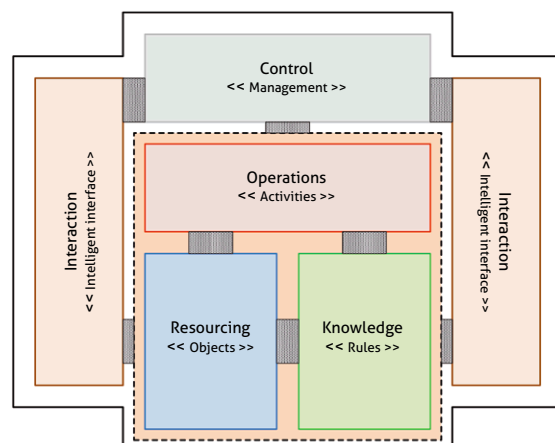 Control
<< Management >>
Interaction
<< Intelligent interface >>
Operations
<< Activities >>
Interaction
<< Intelligent interface >>
Resourcing
<< Objects >>
Knowledge
<< Rules >>